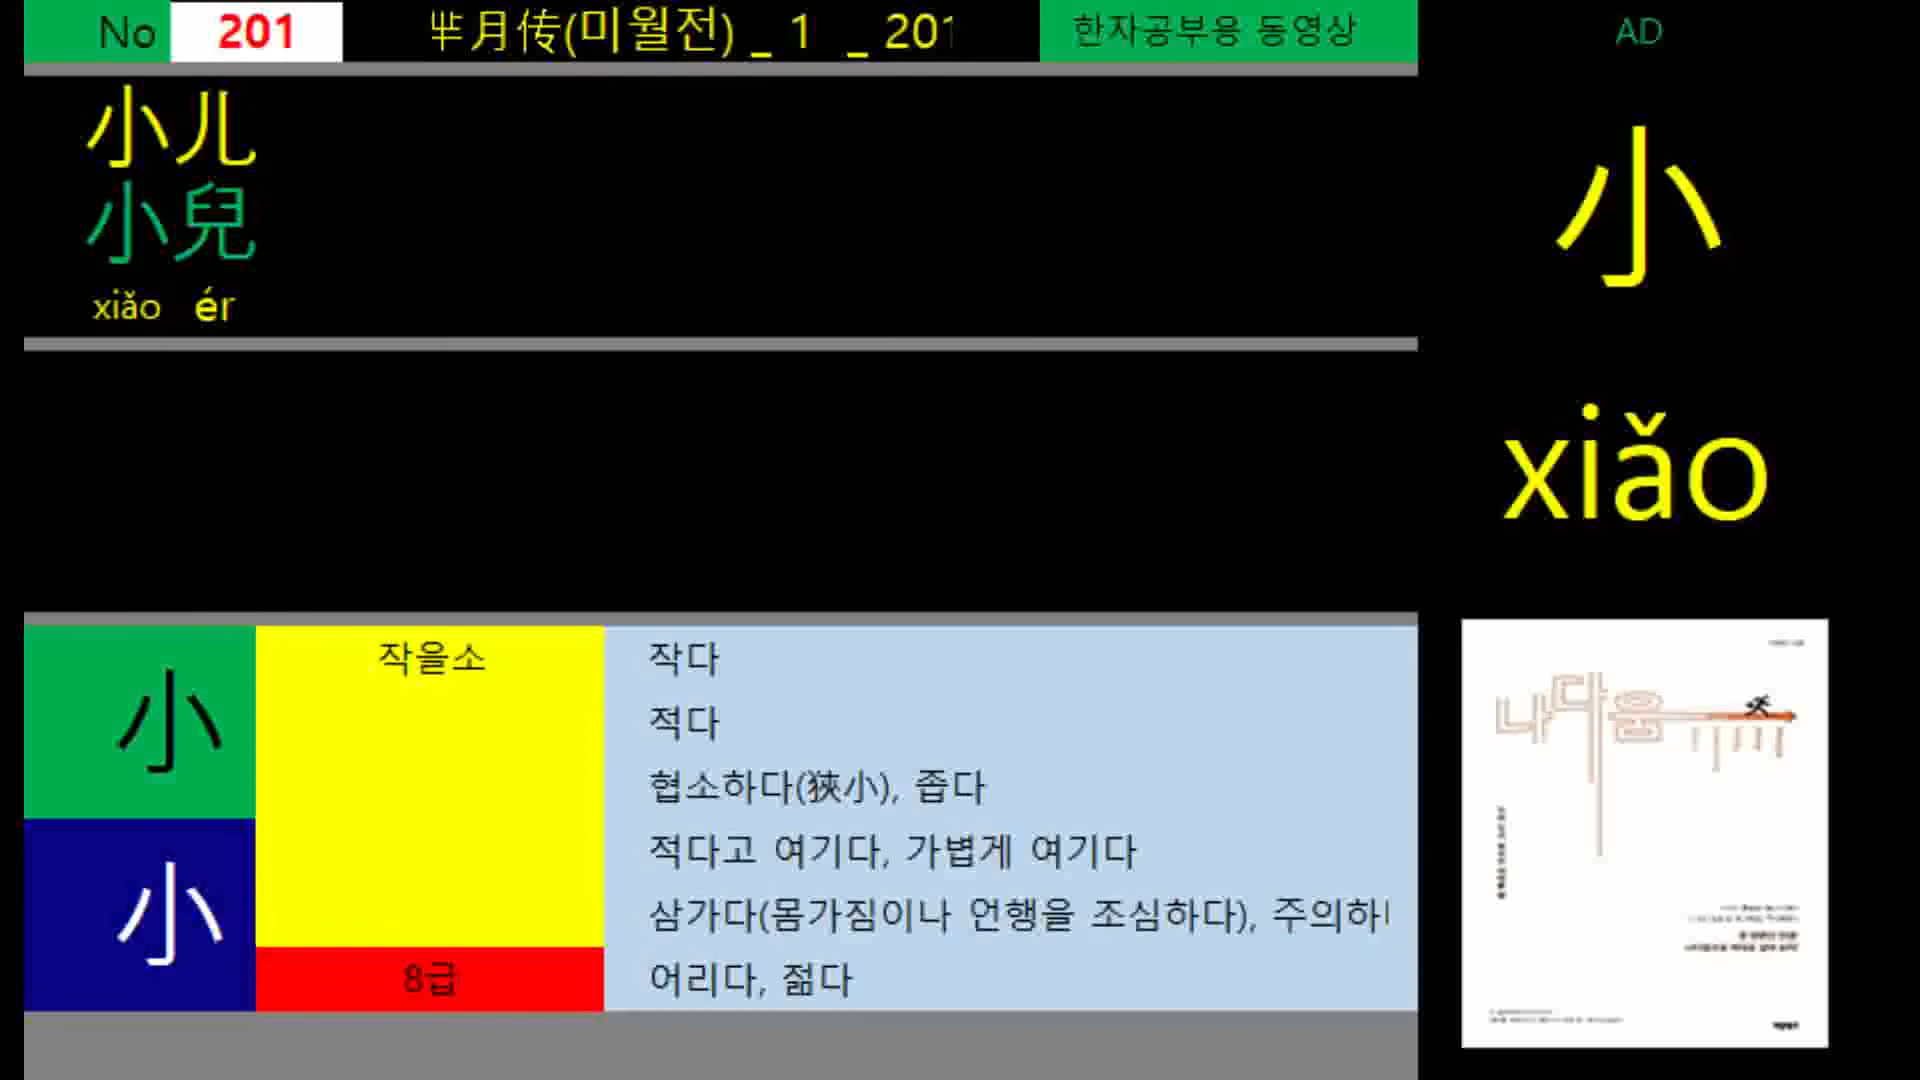 No 201 芈月传(미월전) _ 1 _ 201 한자공부용 동영상 AD
小儿
小兒
xiǎo ér
小
xiǎo
小
小
작을소
8급
작다
적다
협소하다(狹小), 좁다
적다고 여기다, 가볍게 여기다
삼가다(몸가짐이나 언행을 조심하다), 주의하
어리다, 젊다
나다움